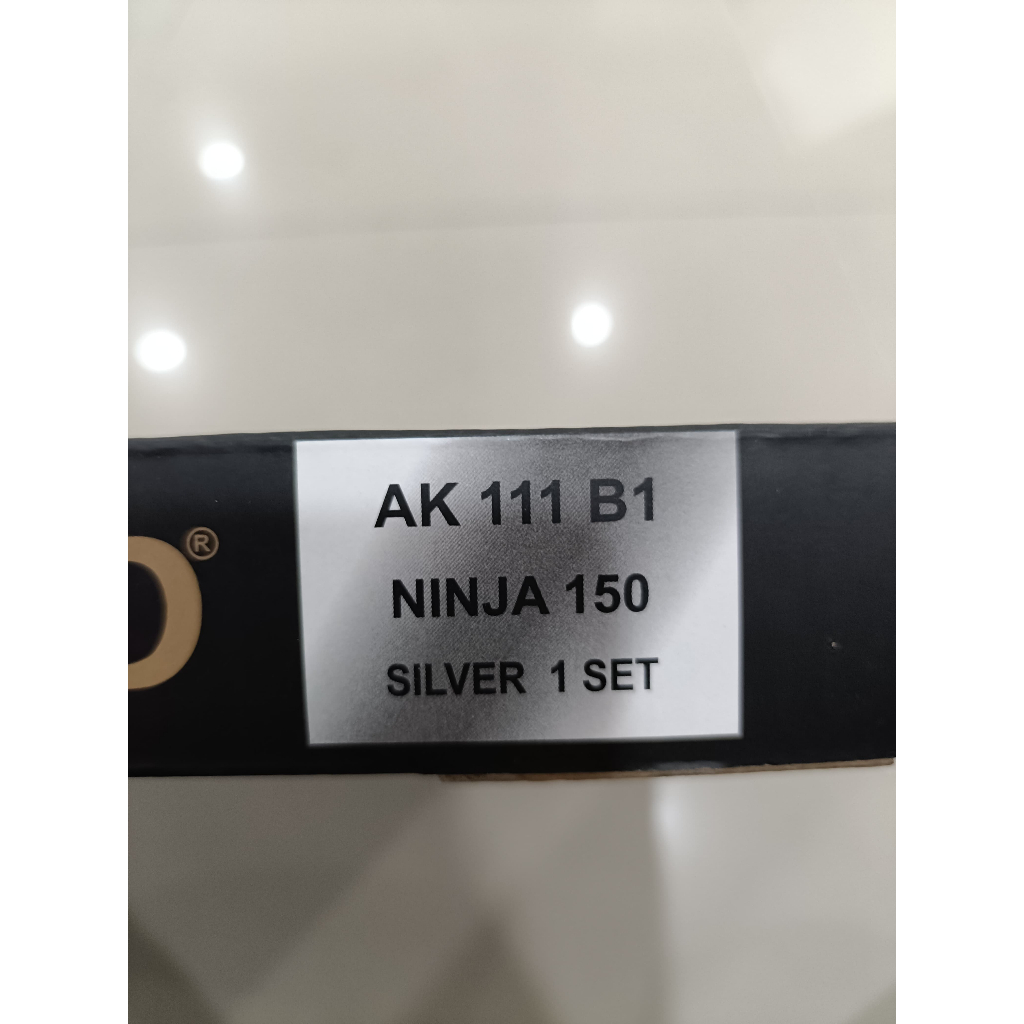 AK 111 B1
NINJA 150
SILVER 1 SET
®